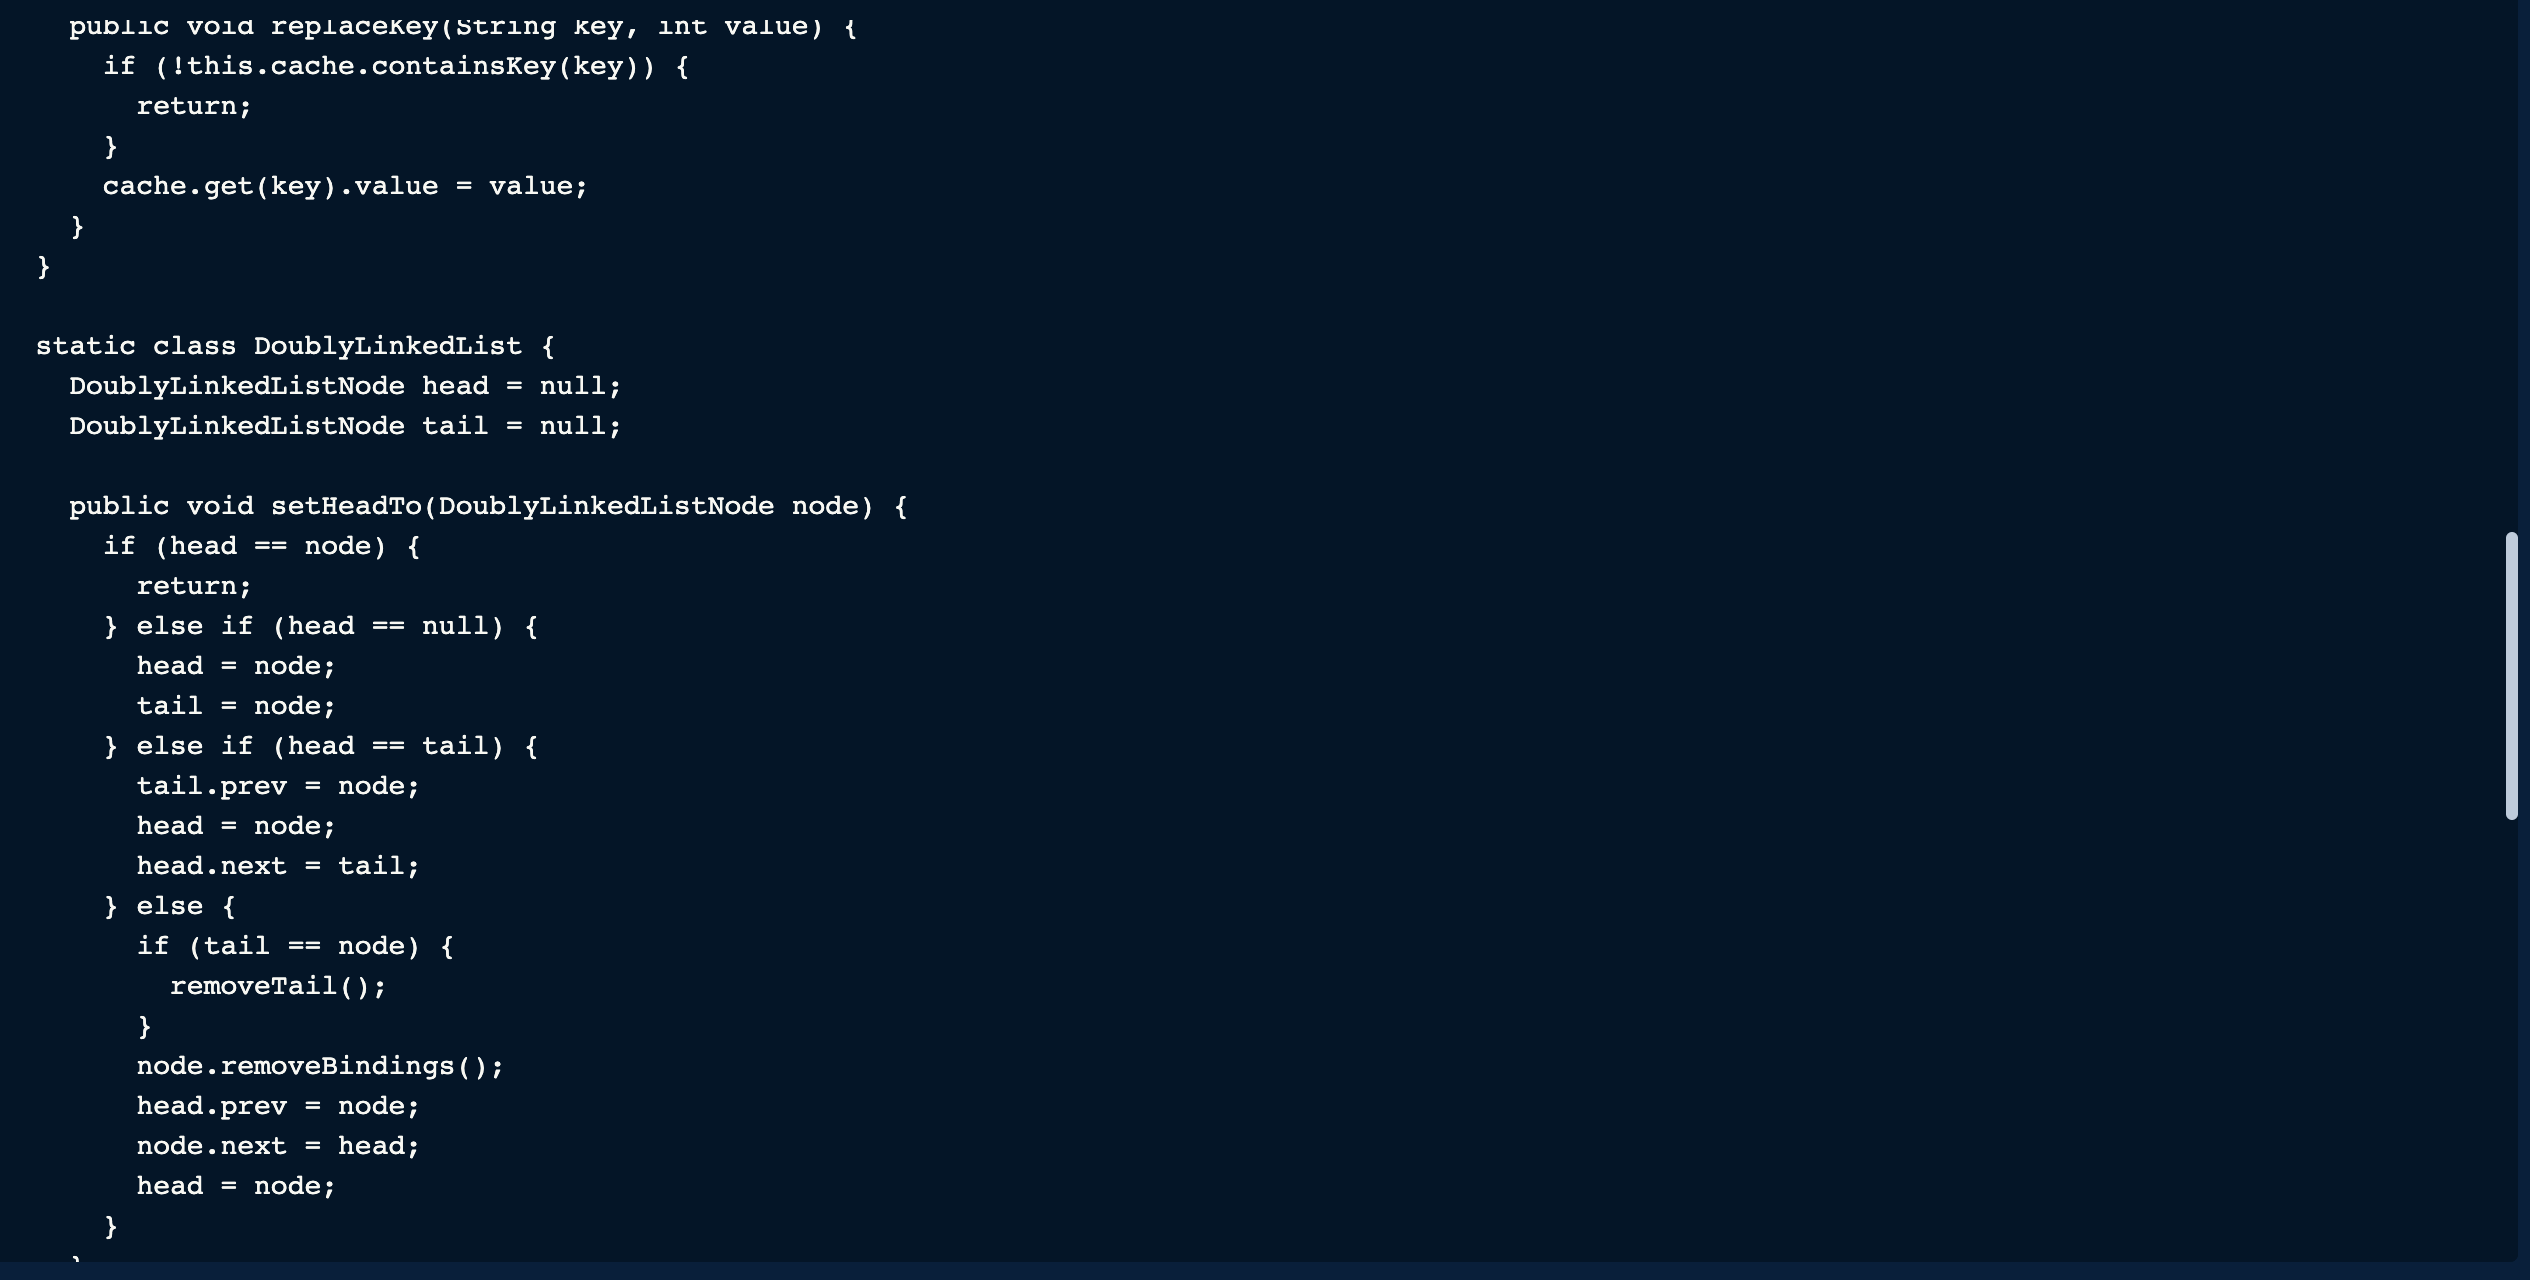 public void replaceKey(String key, int value) {
if (!this.cache.containsKey(key)) {
return;
}
cache.get(key).value = value;
}
}
static class DoublyLinkedList {
DoublyLinkedListNode head = null;
DoublyLinkedListNode tail = null;
public void setHeadTo(DoublyLinkedListNode node) {
if (head == node) {
return;
} else if (head == null) {
head = node;
tail = node;
} else if (head == tail) {
tail.prev = node;
head = node;
head.next = tail;
} else {
if (tail == node) {
removeTail();
}
node.removeBindings();
head.prev = node;
node.next = head;
head = node;
}